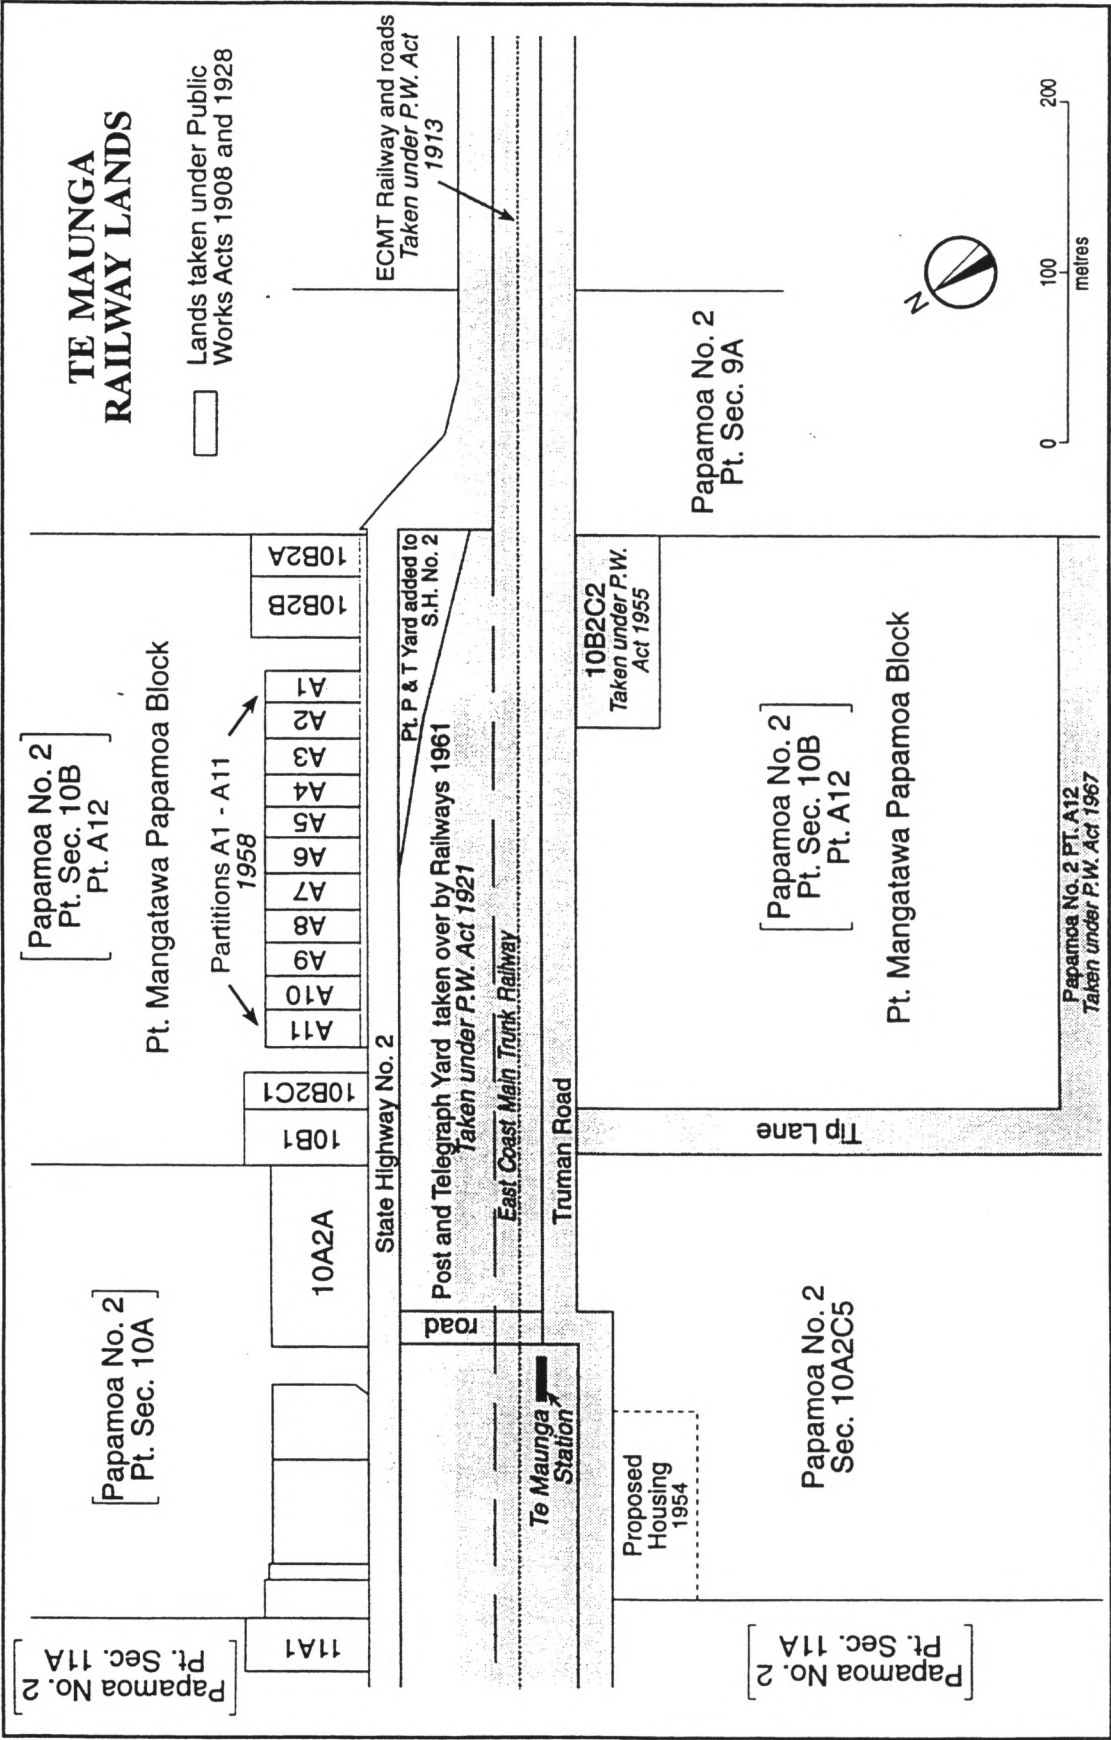 TE MAUNGA
RAILWAY LANDS
Lands taken under Public
Works Acts 1908 and 1928
Papamoa No. 2
Pt. Sec. 11A
Papamoa No. 2
Pt. Sec. 10A
Papamoa No. 2
Pt. Sec. 10B
Pt. A12
Pt. Mangatawa Papamoa Block
Partitions A1 - A11
1958
11A1
10A2A
10B1
10B2C1
A11
A10
A9
A8
A7
A6
A5
A4
A3
A2
A1
10B2B
10B2A
ECMT Railway and roads
Taken under P.W. Act
1913
State Highway No. 2
Pt. P & T Yard added to
S.H. No. 2
road
Post and Telegraph Yard taken over by Railways 1961
Taken under P.W. Act 1921
East Coast Main Trunk Railway
Te Maunga
Station
Truman Road
Proposed
Housing
1954
10B2C2
Taken under P.W.
Act 1955
Papamoa No. 2
Pt. Sec. 11A
Papamoa No. 2
Sec. 10A2C5
Tip Lane
Papamoa No. 2
Pt. Sec. 10B
Pt. A12
Pt. Mangatawa Papamoa Block
Papamoa No. 2
Pt. Sec. 9A
Papamoa No. 2 PT. A12
Taken under P.W. Act 1967
N
0 100 200
metres